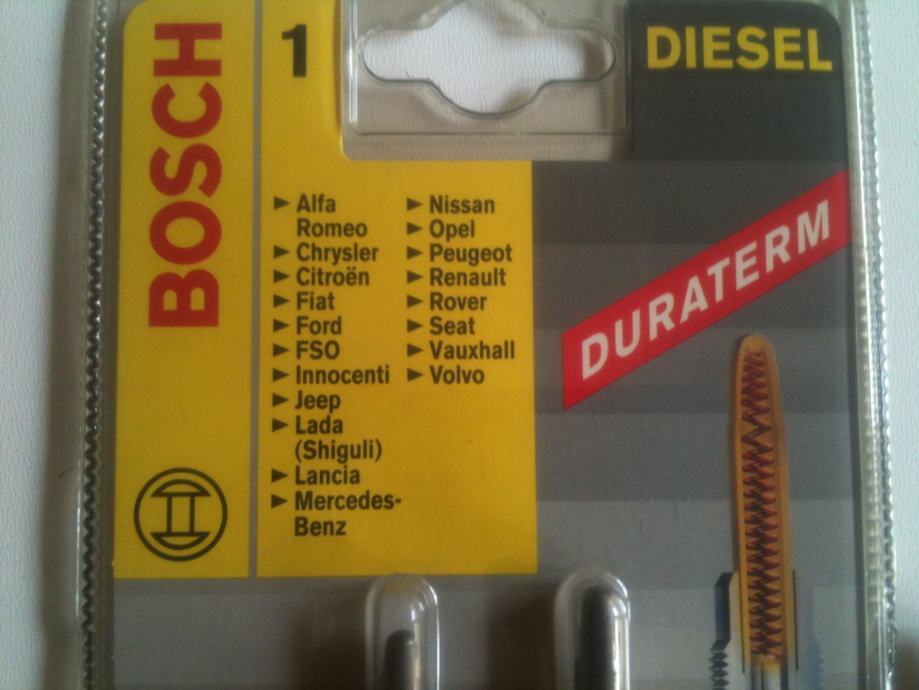 BOSCH
1
DIESEL
DURATERM
► Alfa
Romeo
► Chrysler
► Citroën
► Fiat
► Ford
► FSO
► Innocenti
► Jeep
► Lada
(Shiguli)
► Lancia
► Mercedes-
Benz
► Nissan
► Opel
► Peugeot
► Renault
► Rover
► Seat
► Vauxhall
► Volvo